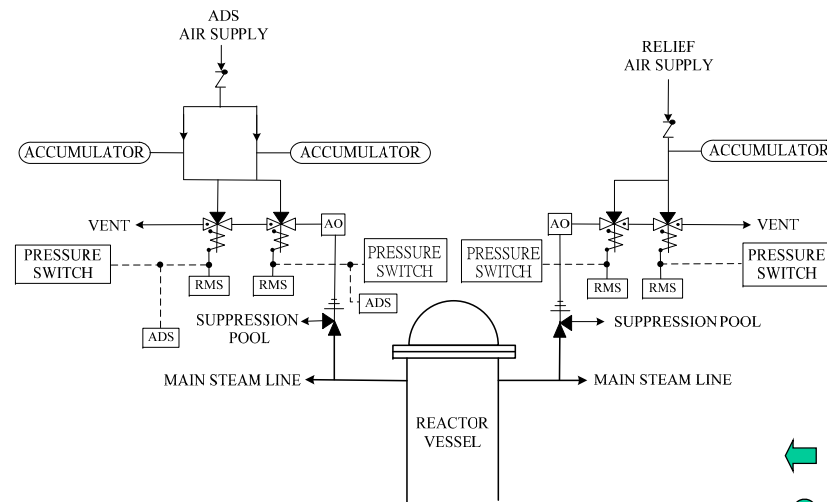 ADS
AIR SUPPLY
RELIEF
AIR SUPPLY
ACCUMULATOR
ACCUMULATOR
ACCUMULATOR
VENT
AO
AO
VENT
PRESSURE
SWITCH
PRESSURE
SWITCH
PRESSURE
SWITCH
PRESSURE
SWITCH
RMS
RMS
RMS
RMS
ADS
ADS
SUPPRESSION
POOL
SUPPRESSION POOL
MAIN STEAM LINE
MAIN STEAM LINE
REACTOR
VESSEL